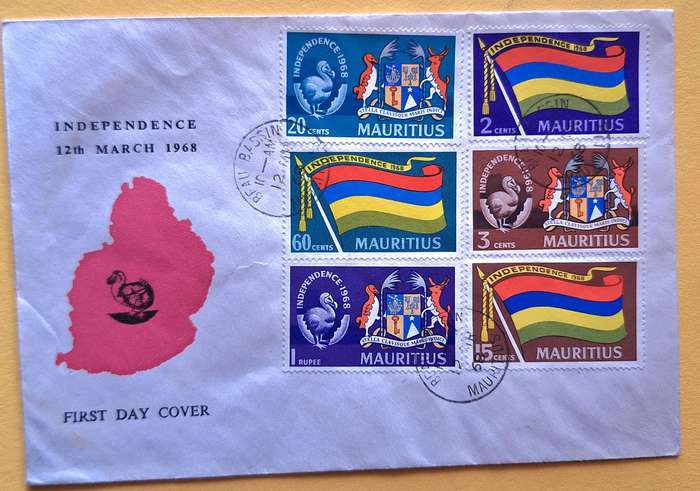 INDEPENDENCE
12th MARCH 1968
FIRST DAY COVER
INDEPENDENCE·1968
STELLA CLAVISQUE MARIS INDICI
20 CENTS MAURITIUS
INDEPENDENCE 1968
2 CENTS MAURITIUS
INDEPENDENCE 1968
60 CENTS MAURITIUS
INDEPENDENCE·1968
STELLA CLAVISQUE MARIS INDICI
3 CENTS MAURITIUS
INDEPENDENCE·1968
STELLA CLAVISQUE MARIS INDICI
1 RUPEE MAURITIUS
INDEPENDENCE 1968
15 CENTS MAURITIUS
BEAU BASSIN
MAURITIUS